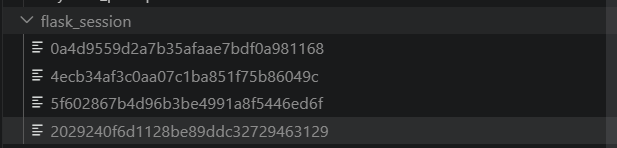 flask_session
0a4d9559d2a7b35afaae7bdf0a981168
4ecb34af3c0aa07c1ba851f75b86049c
5f602867b4d96b3be4991a8f5446ed6f
2029240f6d1128be89ddc32729463129